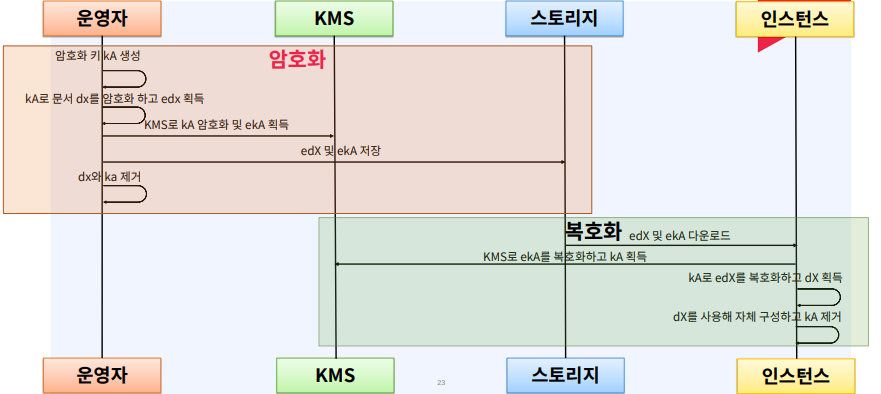 운영자
KMS
스토리지
인스턴스
암호화 키 kA 생성
암호화
kA로 문서 dx를 암호화 하고 edx 획득
KMS로 kA 암호화 및 ekA 획득
edX 및 ekA 저장
dx와 ka 제거
복호화
edX 및 ekA 다운로드
KMS로 ekA를 복호화하고 kA 획득
kA로 edX를 복호화하고 dX 획득
dX를 사용해 자체 구성하고 kA 제거
운영자
KMS
스토리지
인스턴스
23